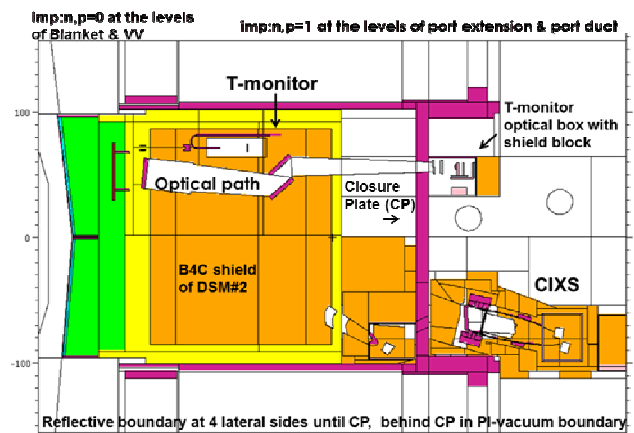 imp:n,p=0 at the levels
of Blanket & VV
imp:n,p=1 at the levels of port extension & port duct
T-monitor
T-monitor
optical box with
shield block
100
Optical path
Closure
Plate (CP)
0
B4C shield
of DSM#2
CIXS
-100
Reflective boundary at 4 lateral sides until CP, behind CP in PI-vacuum boundary